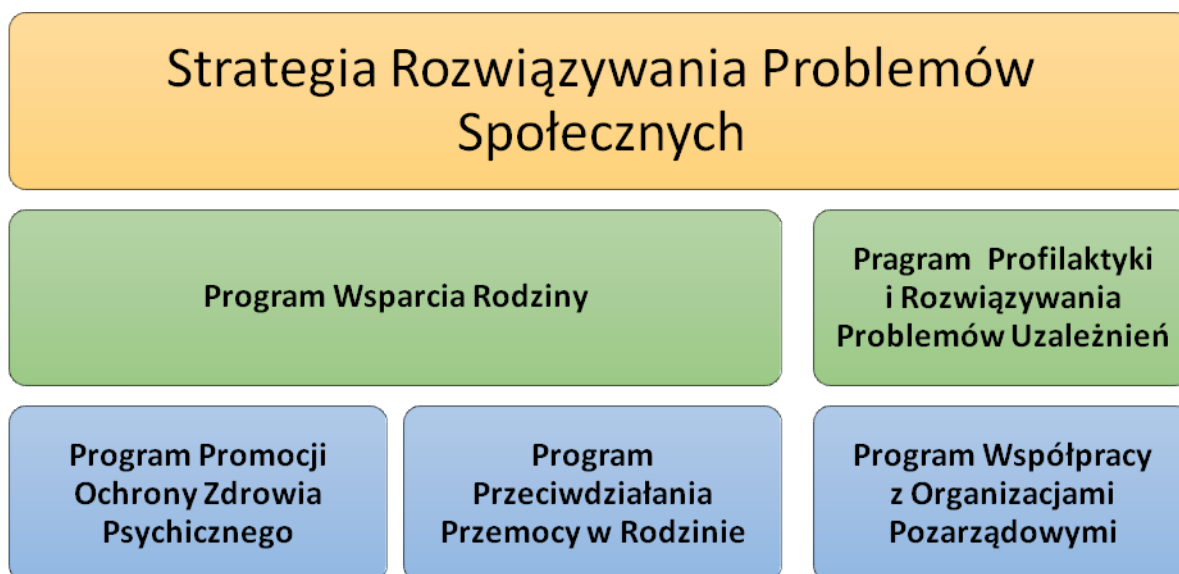 Strategia Rozwiązywania Problemów
Społecznych
Program Wsparcia Rodziny
Pragram Profilaktyki
i Rozwiązywania
Problemów Uzależnień
Program Promocji
Ochrony Zdrowia
Psychicznego
Program
Przeciwdziałania
Przemocy w Rodzinie
Program Współpracy
z Organizacjami
Pozarządowymi